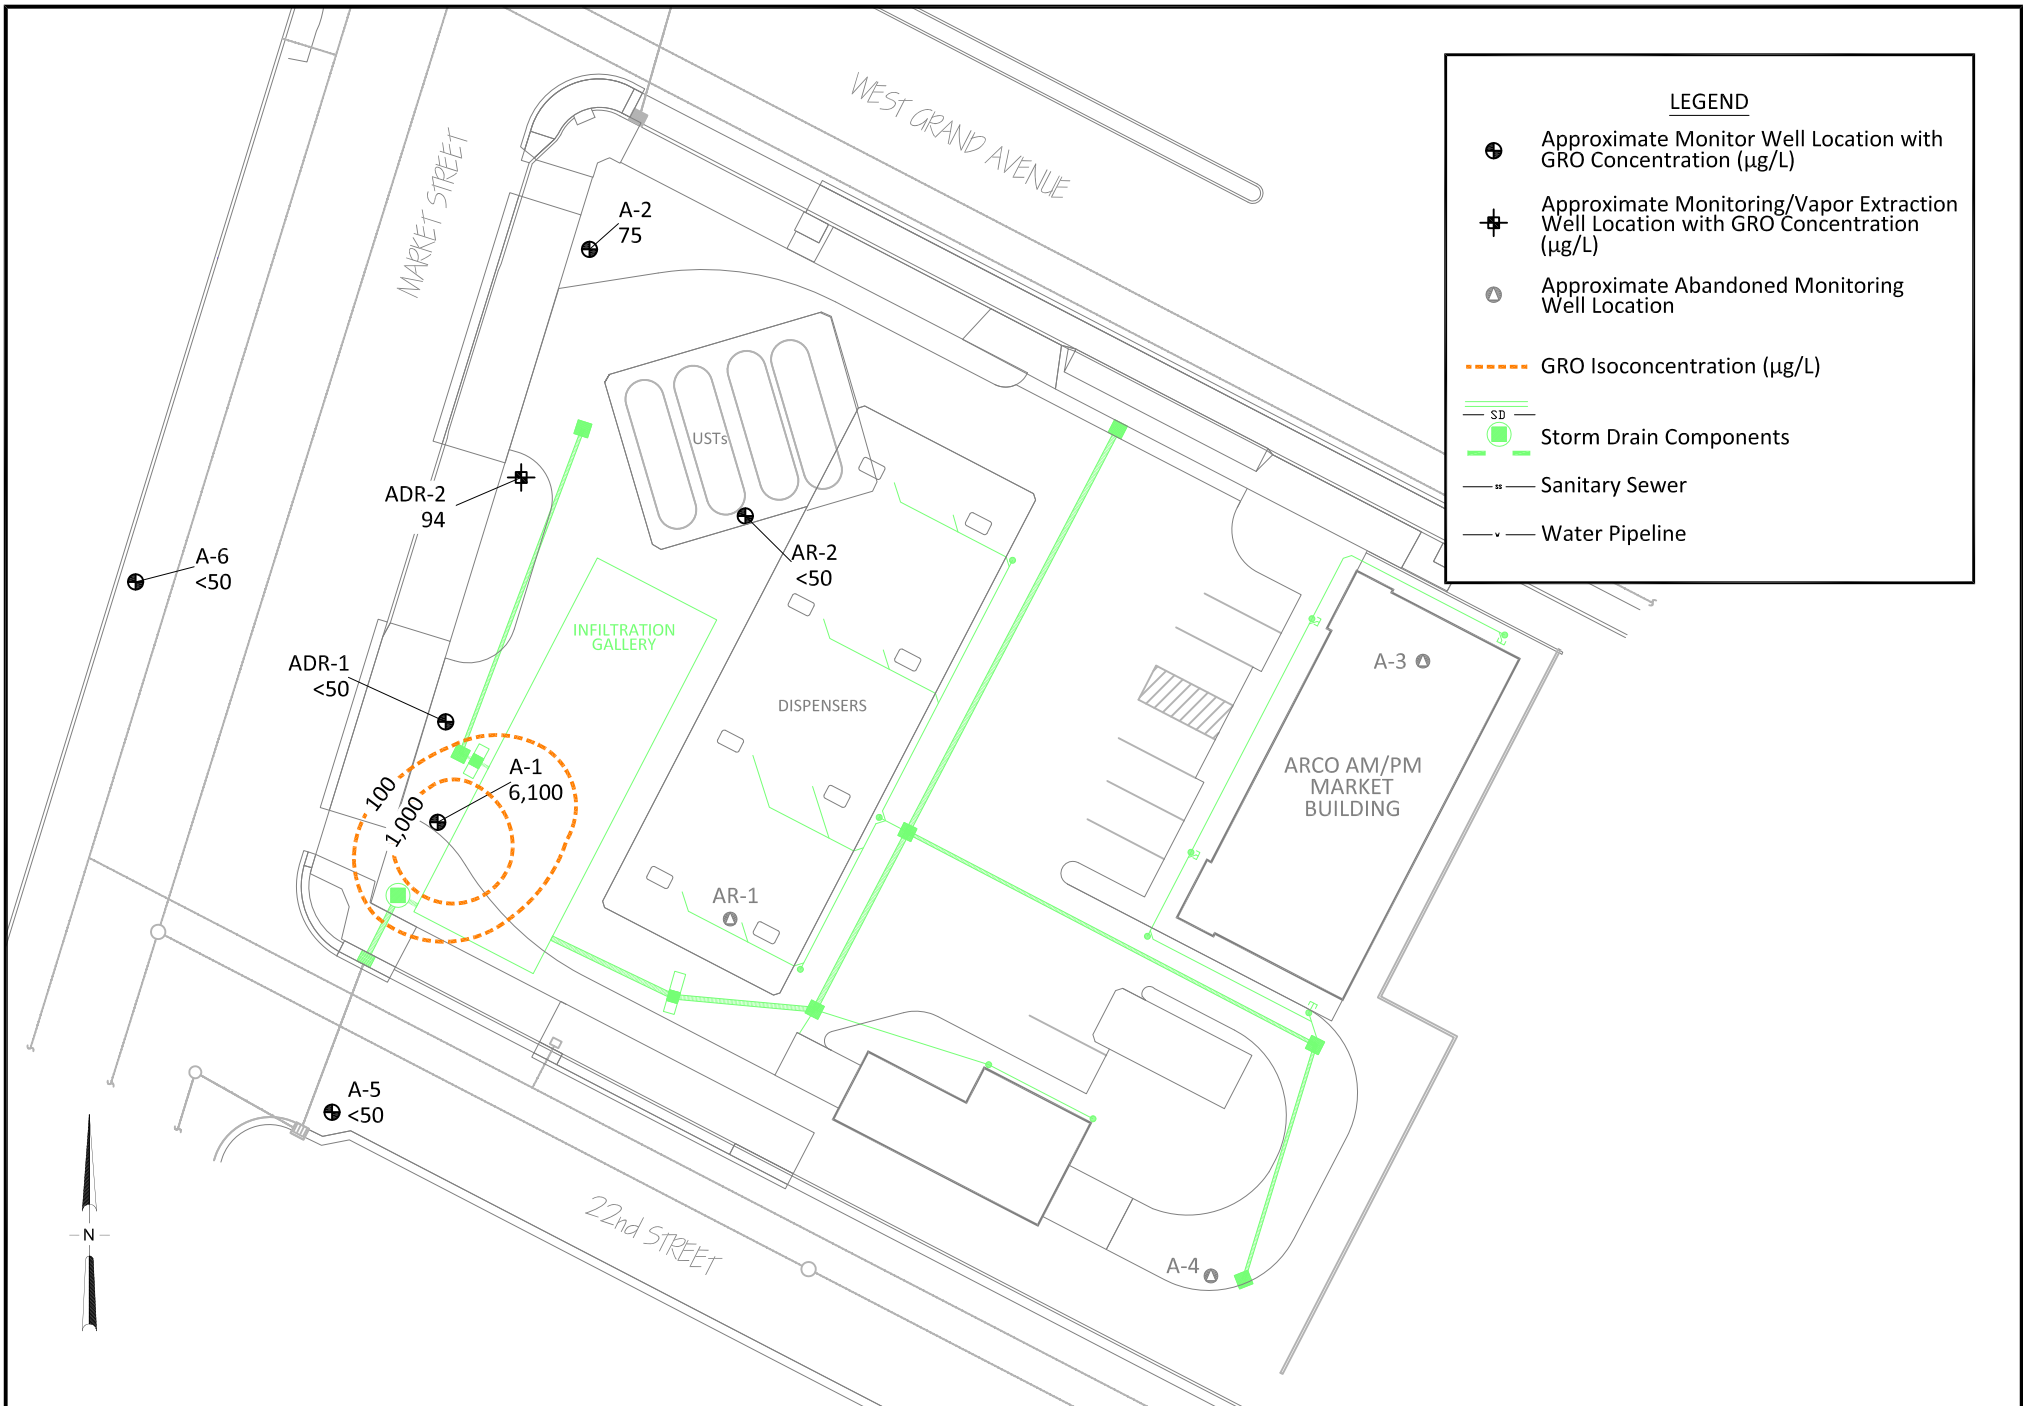 WEST GRAND AVENUE
MARKET STREET
A-2
75
USTs
ADR-2
94
AR-2
<50
A-6
<50
INFILTRATION
GALLERY
ADR-1
<50
DISPENSERS
A-3
A-1
6,100
100
1,000
ARCO AM/PM
MARKET
BUILDING
AR-1
A-5
<50
22nd STREET
A-4
N
LEGEND
Approximate Monitor Well Location with
GRO Concentration (µg/L)
Approximate Monitoring/Vapor Extraction
Well Location with GRO Concentration
(µg/L)
Approximate Abandoned Monitoring
Well Location
GRO Isoconcentration (µg/L)
SD
Storm Drain Components
ss
Sanitary Sewer
Water Pipeline